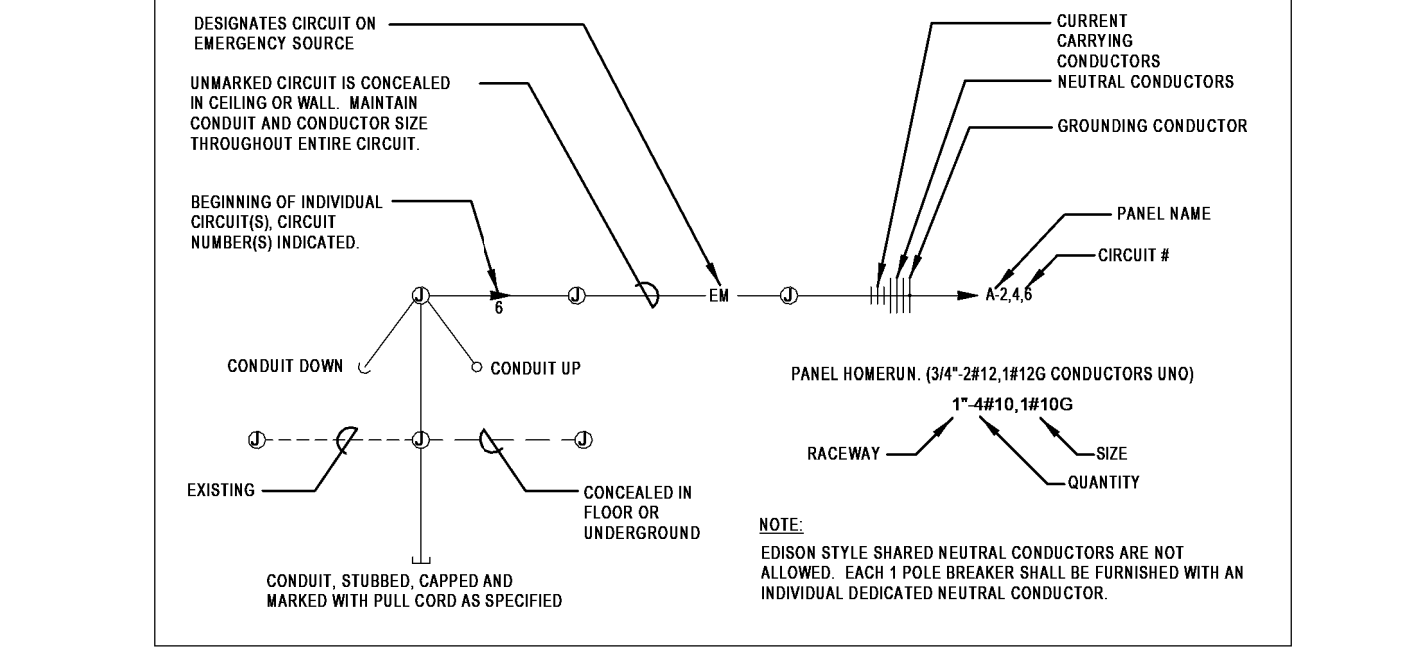 DESIGNATES CIRCUIT ON
EMERGENCY SOURCE
UNMARKED CIRCUIT IS CONCEALED
IN CEILING OR WALL. MAINTAIN
CONDUIT AND CONDUCTOR SIZE
THROUGHOUT ENTIRE CIRCUIT.
BEGINNING OF INDIVIDUAL
CIRCUIT(S), CIRCUIT
NUMBER(S) INDICATED.
CURRENT
CARRYING
CONDUCTORS
NEUTRAL CONDUCTORS
GROUNDING CONDUCTOR
PANEL NAME
CIRCUIT #
J
6
J
EM
J
A-2,4,6
CONDUIT DOWN
CONDUIT UP
J
J
J
EXISTING
CONCEALED IN
FLOOR OR
UNDERGROUND
CONDUIT, STUBBED, CAPPED AND
MARKED WITH PULL CORD AS SPECIFIED
PANEL HOMERUN. (3/4"-2#12,1#12G CONDUCTORS UNO)
1"-4#10,1#10G
RACEWAY
SIZE
QUANTITY
NOTE:
EDISON STYLE SHARED NEUTRAL CONDUCTORS ARE NOT
ALLOWED. EACH 1 POLE BREAKER SHALL BE FURNISHED WITH AN
INDIVIDUAL DEDICATED NEUTRAL CONDUCTOR.